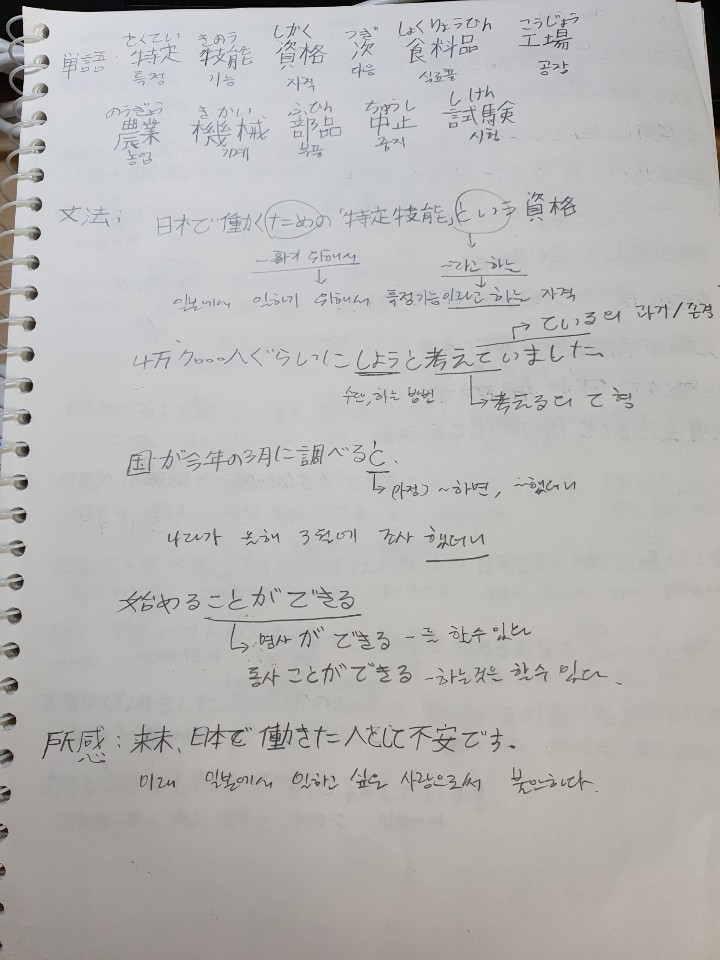 とくてい きのう しかく つぎ しょくりょうひん こうじょう
単語: 特定 技能 資格 次 食料品 工場
특정 기능 자격 다음 식료품 공장
のうぎょう きかい ぶひん ちゅうし しけん
農業 機械 部品 中止 試験
농업 기계 부품 중지 시험
文法; 日本で働くための「特定技能」という資格
~하기 위해서 ~라고 하는
일본에서 일하기 위해서 특정기능이라고 하는 자격
ている의 과거/존경
4万7000人ぐらいにしようと考えていました。
수단, 하는 방법. 考える의 て형
国が今年の3月に調べると、
(가정) ~하면, ~했더니
나라가 올해 3월에 조사 했더니
始めることができる
명사 ができる -를 할수 있다
동사 ことができる -하는것은 할수 있다.
所感: 来未、日本で働きた人として不安です。
미래 일본에서 일하고 싶은 사람으로써 불안하다.